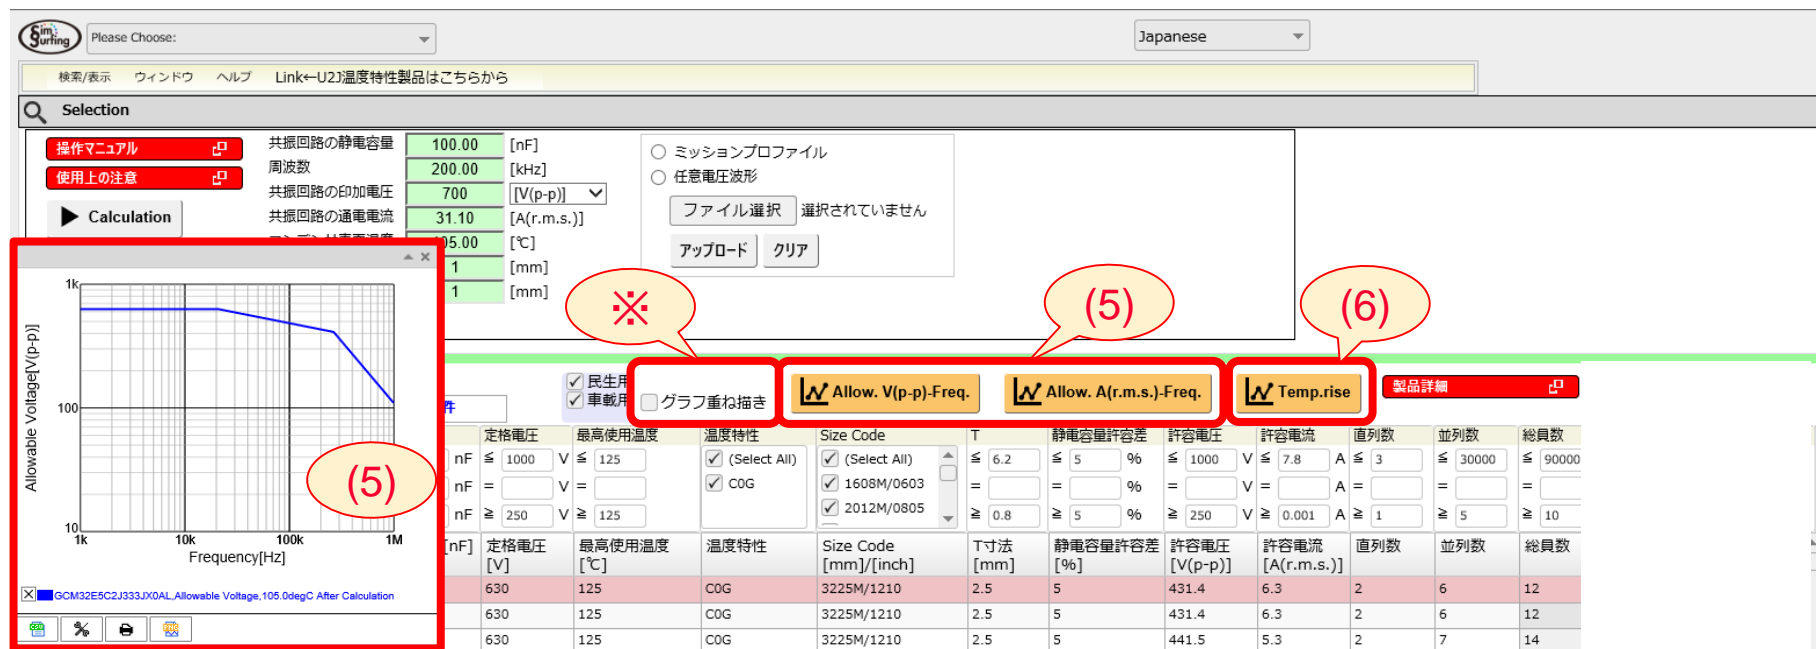 Sim Surfing
Please Choose:
Japanese
検索/表示 ウィンドウ ヘルプ Link←U2J温度特性製品はこちらから
Selection
操作マニュアル
使用上の注意
Calculation
共振回路の静電容量 100.00 [nF]
周波数 200.00 [kHz]
共振回路の印加電圧 700 [V(p-p)]
共振回路の通電電流 31.10 [A(r.m.s.)]
105.00 [℃]
1 [mm]
1 [mm]
ミッションプロファイル
任意電圧波形
ファイル選択 選択されていません
アップロード クリア
※
(5)
(6)
1k
100
10
Allowable Voltage[V(p-p)]
1k 10k 100k 1M
Frequency[Hz]
(5)
GCM32E5C2J333JX0AL,Allowable Voltage,105.0degC After Calculation
件
民生用
車載用
グラフ重ね描き
Allow. V(p-p)-Freq.
Allow. A(r.m.s.)-Freq.
Temp.rise
製品詳細
定格電圧 最高使用温度 温度特性 Size Code T 静電容量許容差 許容電圧 許容電流 直列数 並列数 総員数
nF ≦ 1000 V ≦ 125 (Select All) (Select All) ≦ 6.2 ≦ 5 % ≦ 1000 V ≦ 7.8 A ≦ 3 ≦ 30000 ≦ 90000
nF = V = C0G 1608M/0603 = = % = V = A = = =
nF ≧ 250 V ≧ 125 2012M/0805 ≧ 0.8 ≧ 5 % ≧ 250 V ≧ 0.001 A ≧ 1 ≧ 5 ≧ 10
[nF] 定格電圧 最高使用温度 温度特性 Size Code T寸法 静電容量許容差 許容電圧 許容電流 直列数 並列数 総員数
[V] [℃] [mm]/[inch] [mm] [%] [V(p-p)] [A(r.m.s.)]
630 125 C0G 3225M/1210 2.5 5 431.4 6.3 2 6 12
630 125 C0G 3225M/1210 2.5 5 431.4 6.3 2 6 12
630 125 C0G 3225M/1210 2.5 5 441.5 5.3 2 7 14